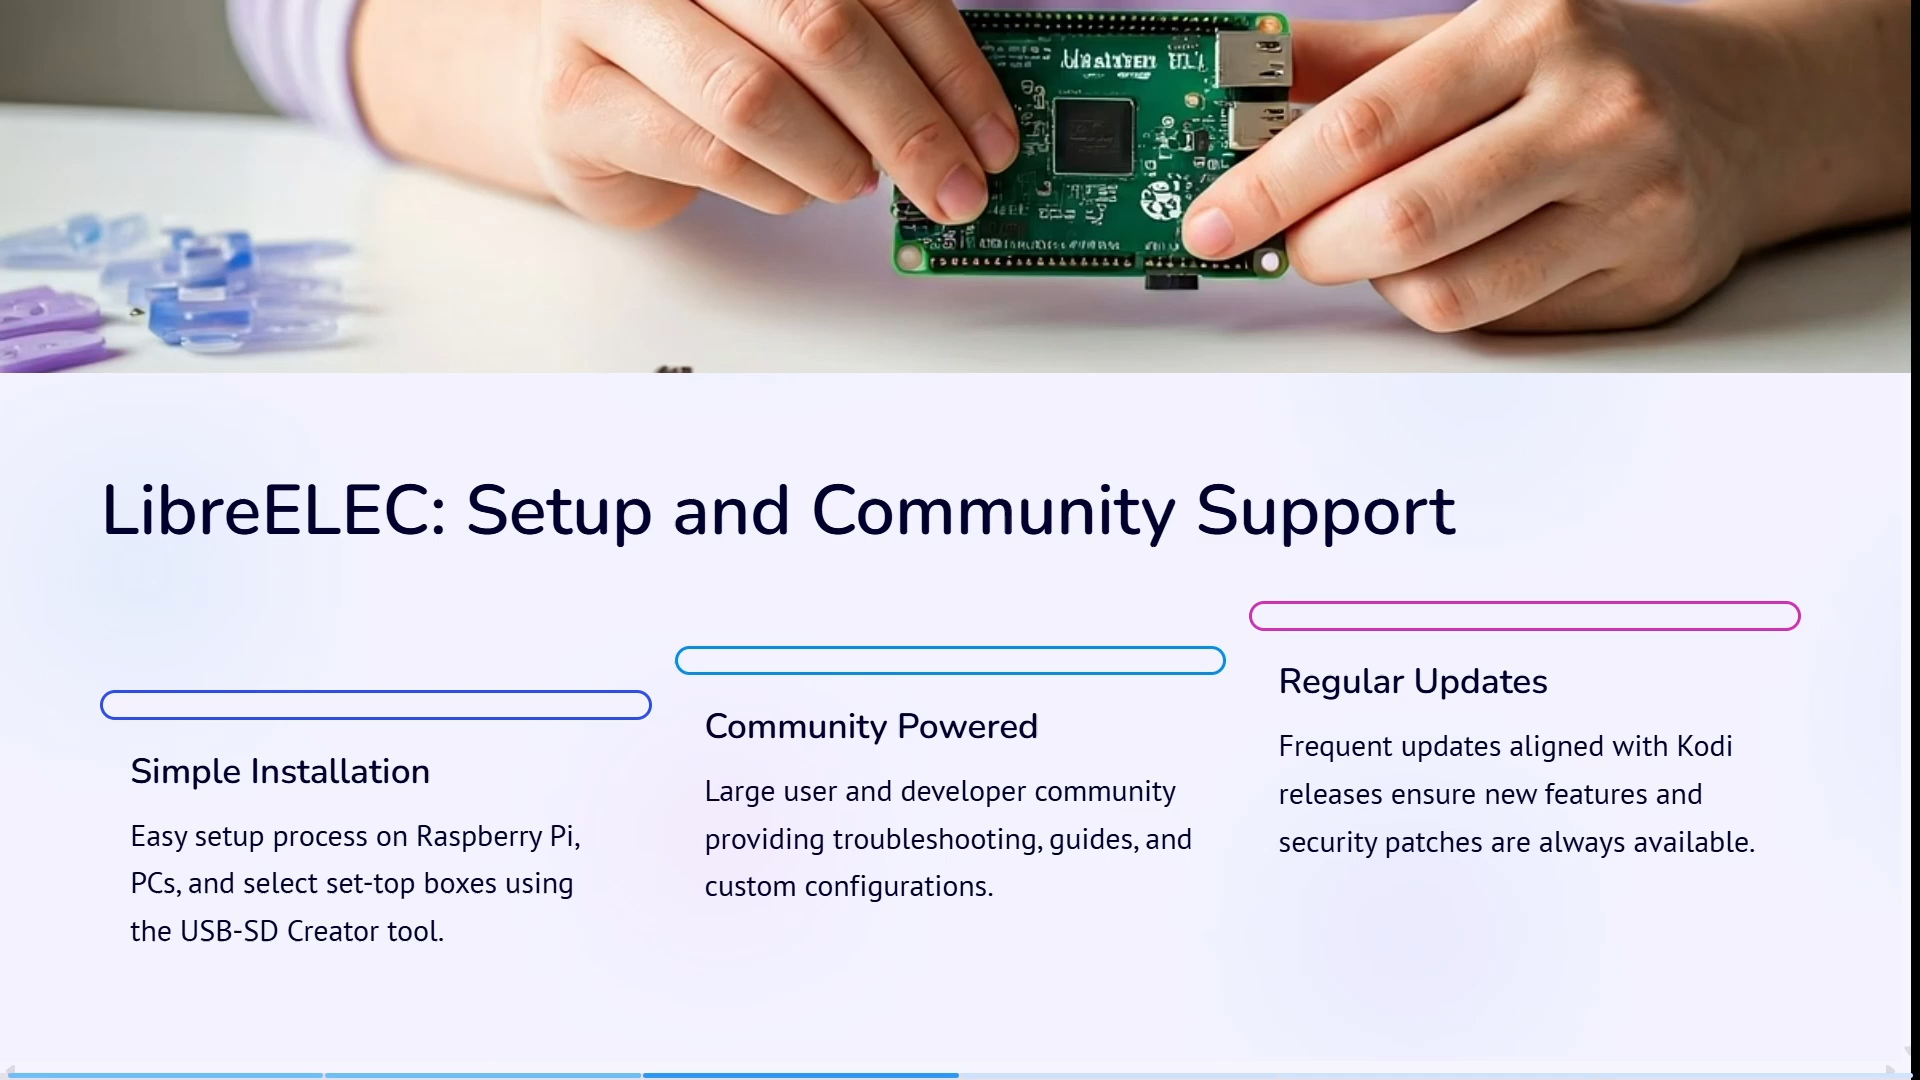 LibreELEC: Setup and Community Support
Simple Installation
Easy setup process on Raspberry Pi,
PCs, and select set-top boxes using
the USB-SD Creator tool.
Community Powered
Large user and developer community
providing troubleshooting, guides, and
custom configurations.
Regular Updates
Frequent updates aligned with Kodi
releases ensure new features and
security patches are always available.